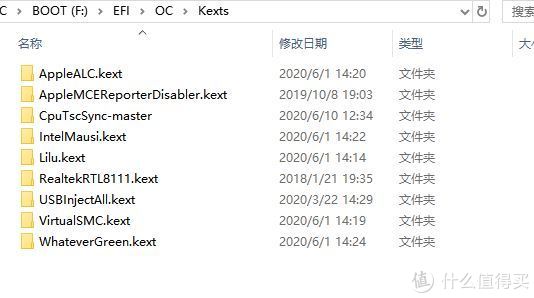 C > BOOT (F:) > EFI > OC > Kexts 搜索
名称 修改日期 类型 大小
AppleALC.kext 2020/6/1 14:20 文件夹
AppleMCEReporterDisabler.kext 2019/10/8 19:03 文件夹
CpuTscSync-master 2020/6/10 12:34 文件夹
IntelMausi.kext 2020/6/1 14:22 文件夹
Lilu.kext 2020/6/1 14:14 文件夹
RealtekRTL8111.kext 2018/1/21 19:35 文件夹
USBInjectAll.kext 2020/3/22 14:29 文件夹
VirtualSMC.kext 2020/6/1 14:19 文件夹
WhateverGreen.kext 2020/6/1 14:24 文件夹
值 什么值得买